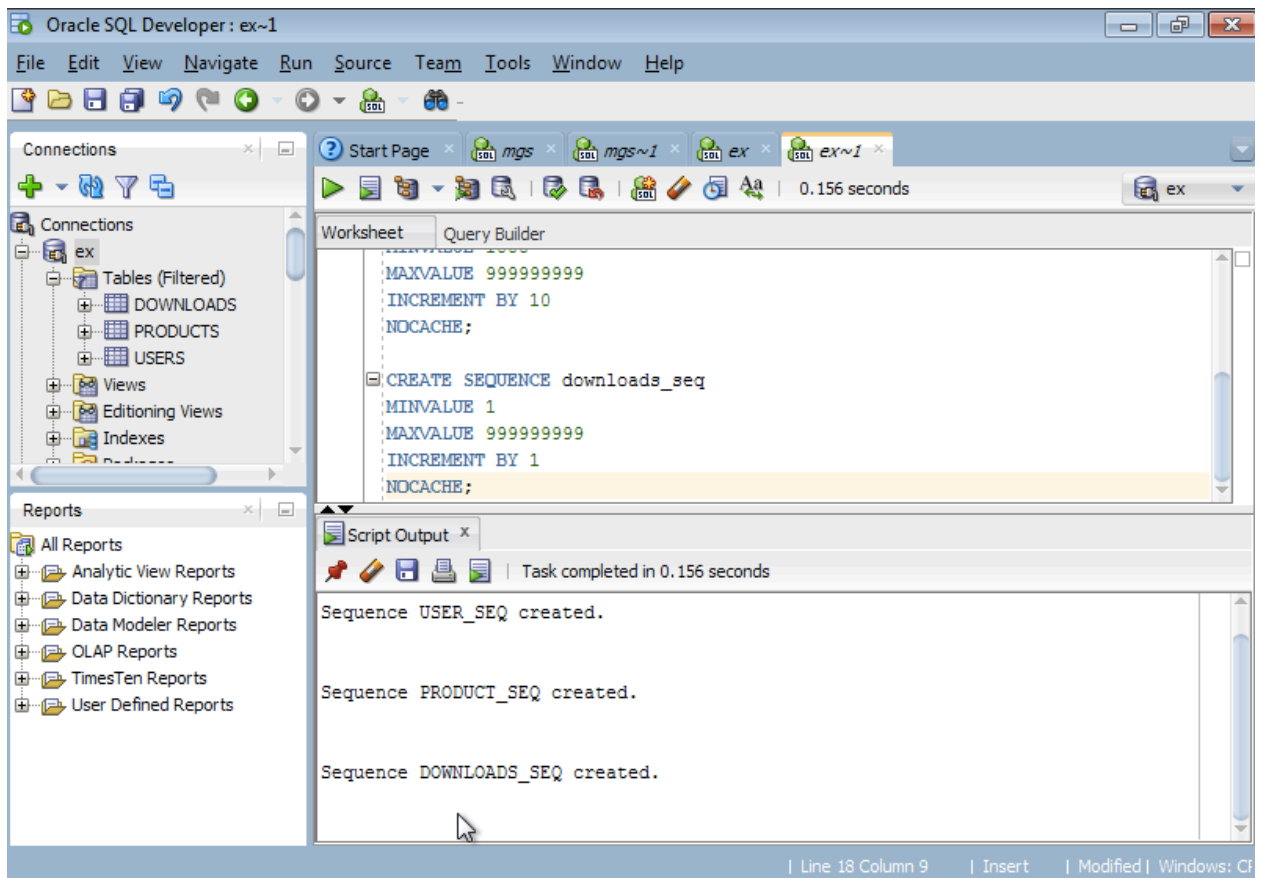 Oracle SQL Developer : ex~1
File Edit View Navigate Run Source Team Tools Window Help
Connections
Connections
ex
Tables (Filtered)
DOWNLOADS
PRODUCTS
USERS
Views
Editioning Views
Indexes
Reports
All Reports
Analytic View Reports
Data Dictionary Reports
Data Modeler Reports
OLAP Reports
TimesTen Reports
User Defined Reports
Start Page mgs mgs~1 ex ex~1
0.156 seconds ex
Worksheet Query Builder
MAXVALUE 999999999
INCREMENT BY 10
NOCACHE;
CREATE SEQUENCE downloads_seq
MINVALUE 1
MAXVALUE 999999999
INCREMENT BY 1
NOCACHE;
Script Output
Task completed in 0.156 seconds
Sequence USER_SEQ created.
Sequence PRODUCT_SEQ created.
Sequence DOWNLOADS_SEQ created.
| Line 18 Column 9 | Insert | Modified | Windows: